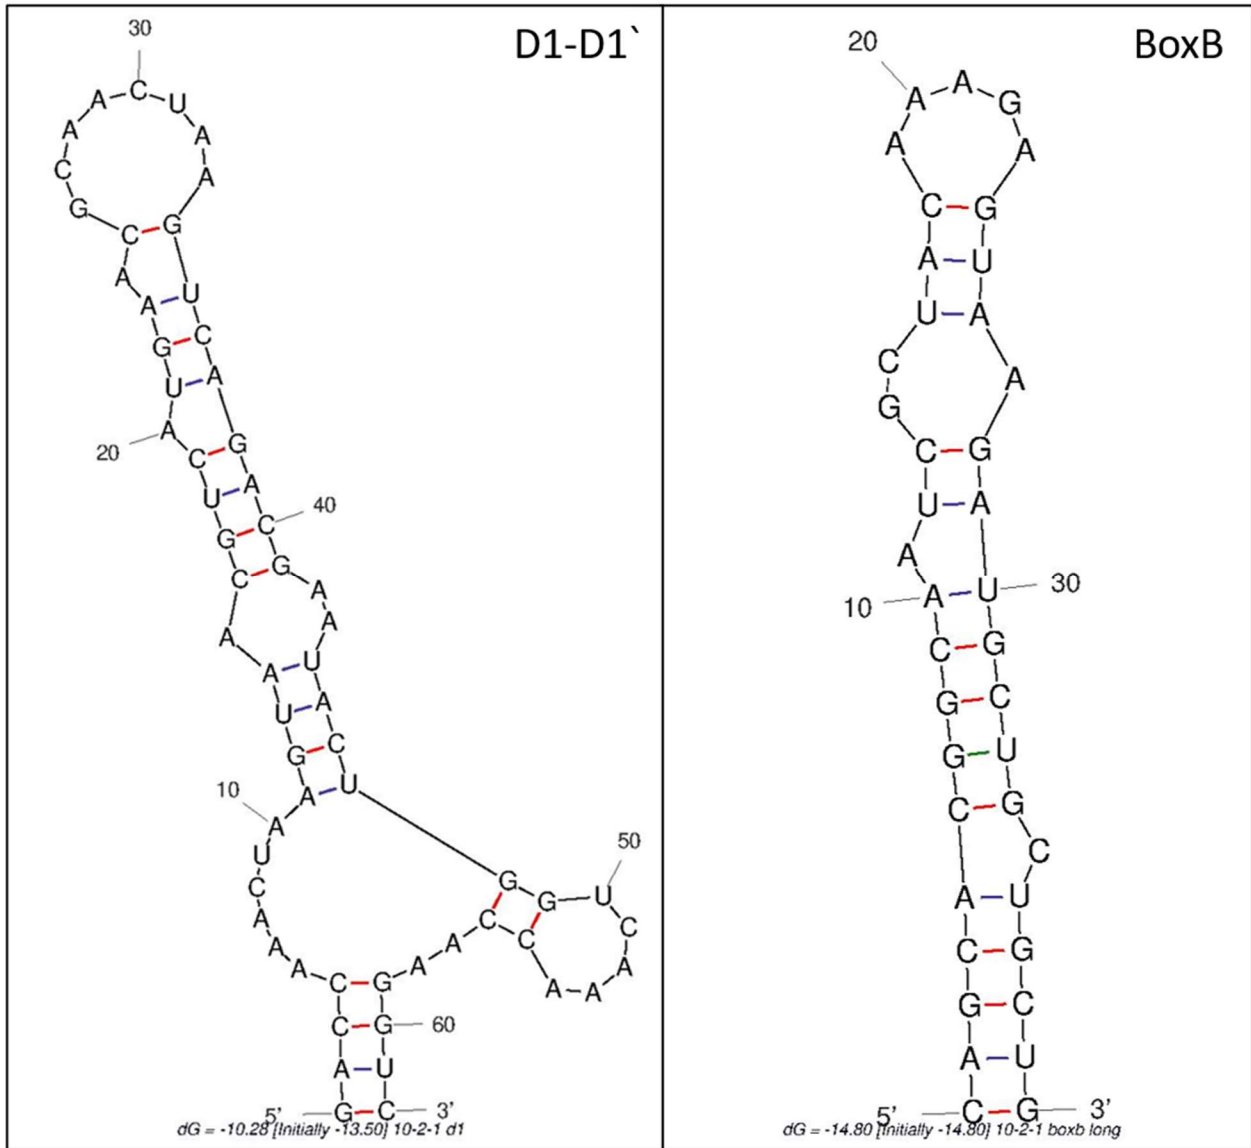 D1-D1`
30
20
40
10
50
60
5'
G A C C A A A C U A A G U A A C G U C A U G A A C G C A A C U A A G U C A G A C G A A U A C U G G U C A A A C C A A G G U C
3'
dG = -10.28 [Initially -13.50] 10-2-1 d1
BoxB
20
10
30
5'
C A G C A C G G C A A U C G C U A C A A A G A G U A A G A U G C U G C U G C U G
3'
dG = -14.80 [Initially -14.80] 10-2-1 boxb long